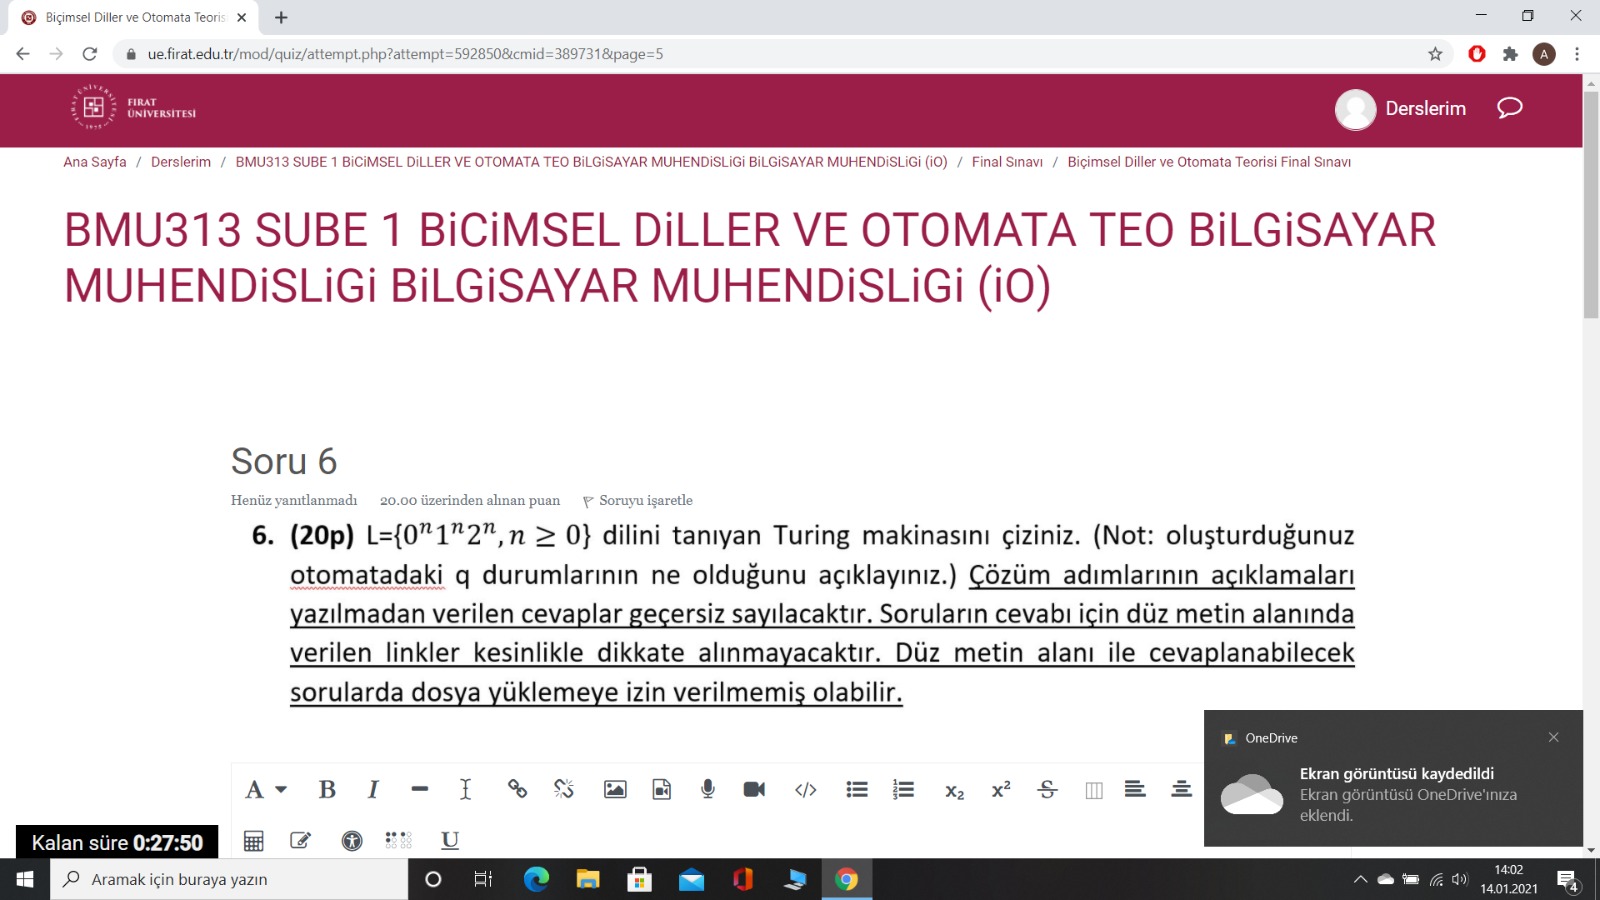 Biçimsel Diller ve Otomata Teoris
ue.firat.edu.tr/mod/quiz/attempt.php?attempt=592850&cmid=389731&page=5
A
FIRAT
ÜNİVERSİTESİ
Derslerim
Ana Sayfa / Derslerim / BMU313 SUBE 1 BiCiMSEL DiLLER VE OTOMATA TEO BiLGiSAYAR MUHENDiSLiGi BiLGiSAYAR MUHENDiSLiGi (iO) / Final Sınavı / Biçimsel Diller ve Otomata Teorisi Final Sınavı
BMU313 SUBE 1 BiCiMSEL DiLLER VE OTOMATA TEO BiLGiSAYAR
MUHENDiSLiGi BiLGiSAYAR MUHENDiSLiGi (iO)
Soru 6
Henüz yanıtlanmadı 20.00 üzerinden alınan puan Soruyu işaretle
6. (20p) L={0ⁿ1ⁿ2ⁿ, n ≥ 0} dilini tanıyan Turing makinasını çiziniz. (Not: oluşturduğunuz
otomatadaki q durumlarının ne olduğunu açıklayınız.) Çözüm adımlarının açıklamaları
yazılmadan verilen cevaplar geçersiz sayılacaktır. Soruların cevabı için düz metin alanında
verilen linkler kesinlikle dikkate alınmayacaktır. Düz metin alanı ile cevaplanabilecek
sorularda dosya yüklemeye izin verilmemiş olabilir.
OneDrive
Ekran görüntüsü kaydedildi
Ekran görüntüsü OneDrive'ınıza
eklendi.
A B I x₂ x² S
U
Kalan süre 0:27:50
Aramak için buraya yazın
14:02
14.01.2021
4